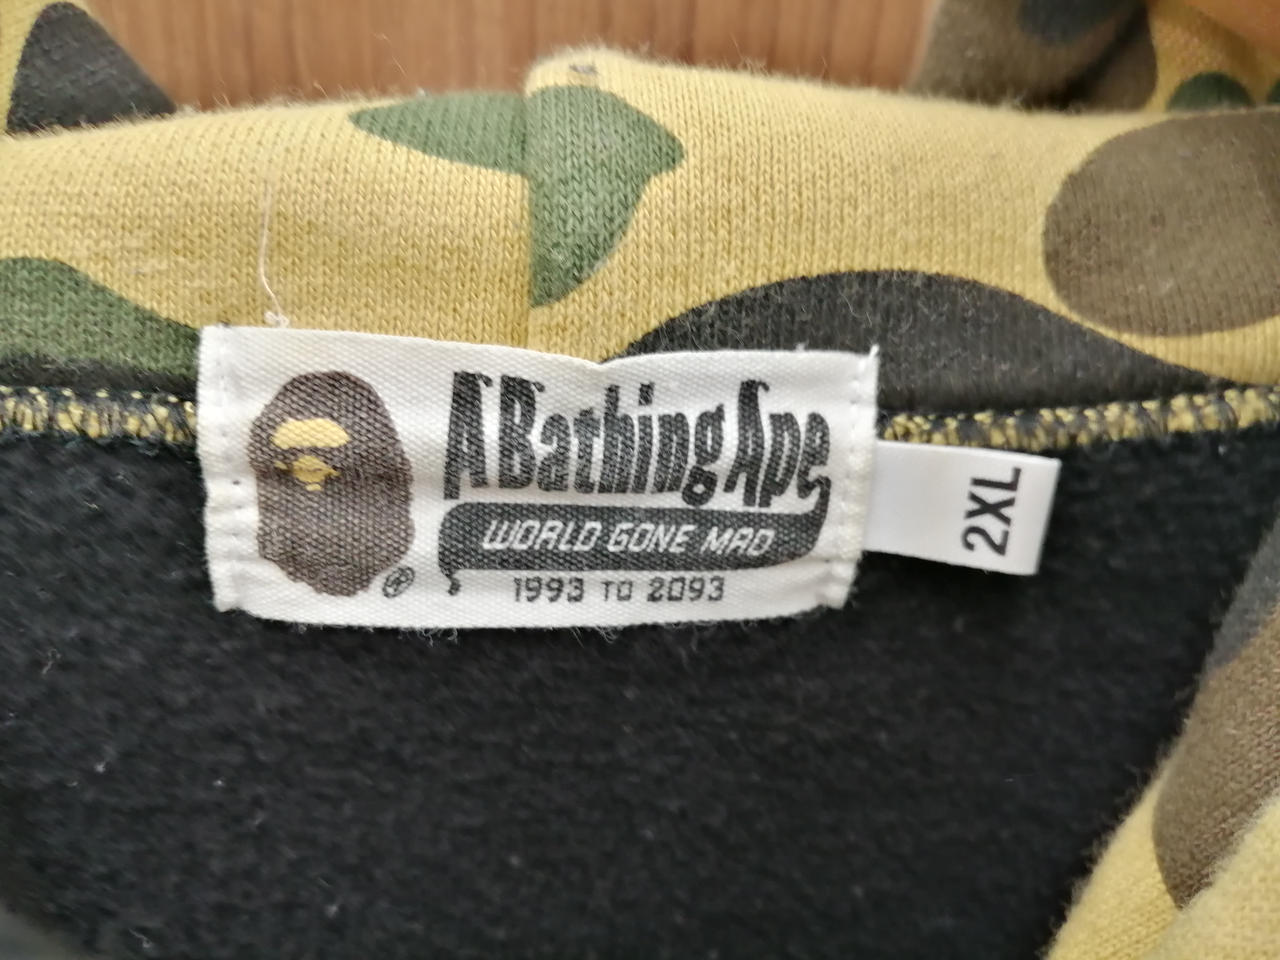 A Bathing Ape
WORLD GONE MAD
1993 TO 2093
®
2XL